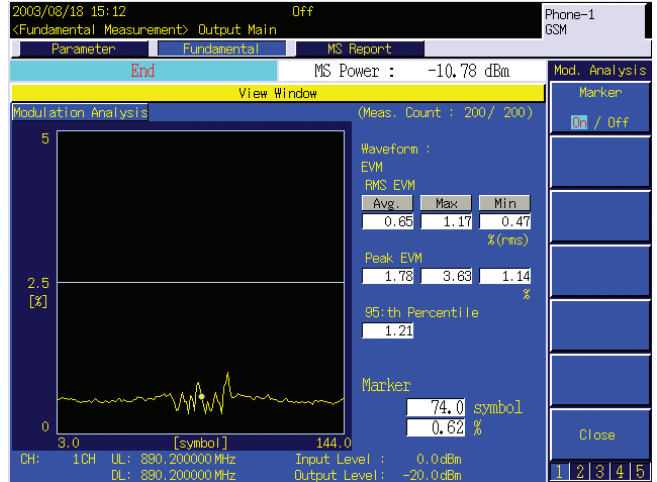 2003/08/18 15:12 Off Phone-1
<Fundamental Measurement> Output Main GSM
Parameter Fundamental MS Report
End MS Power : -10.78 dBm Mod. Analysis
View Window Marker
Modulation Analysis (Meas. Count : 200/ 200) On / Off
5
Waveform :
EVM
RMS EVM
Avg. Max Min
0.65 1.17 0.47
%(rms)
Peak EVM
2.5 1.78 3.63 1.14
[%] %
95:th Percentile
1.21
Marker
74.0 symbol
0.62 %
0 Close
3.0 [symbol] 144.0
CH: 1CH UL: 890.200000MHz Input Level : 0.0dBm
DL: 890.200000MHz Output Level: -20.0dBm 1 2 3 4 5